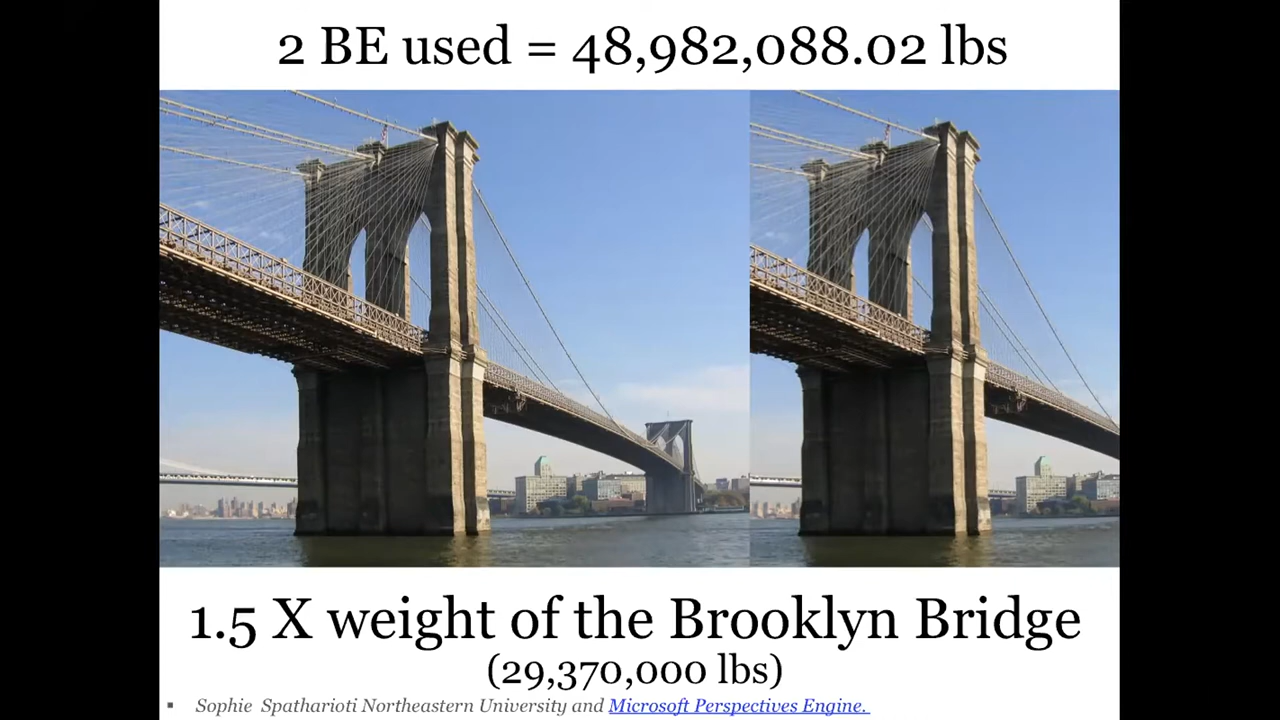 2 BE used = 48,982,088.02 lbs
1.5 X weight of the Brooklyn Bridge
(29,370,000 lbs)
▪ Sophie Spatharioti Northeastern University and Microsoft Perspectives Engine.